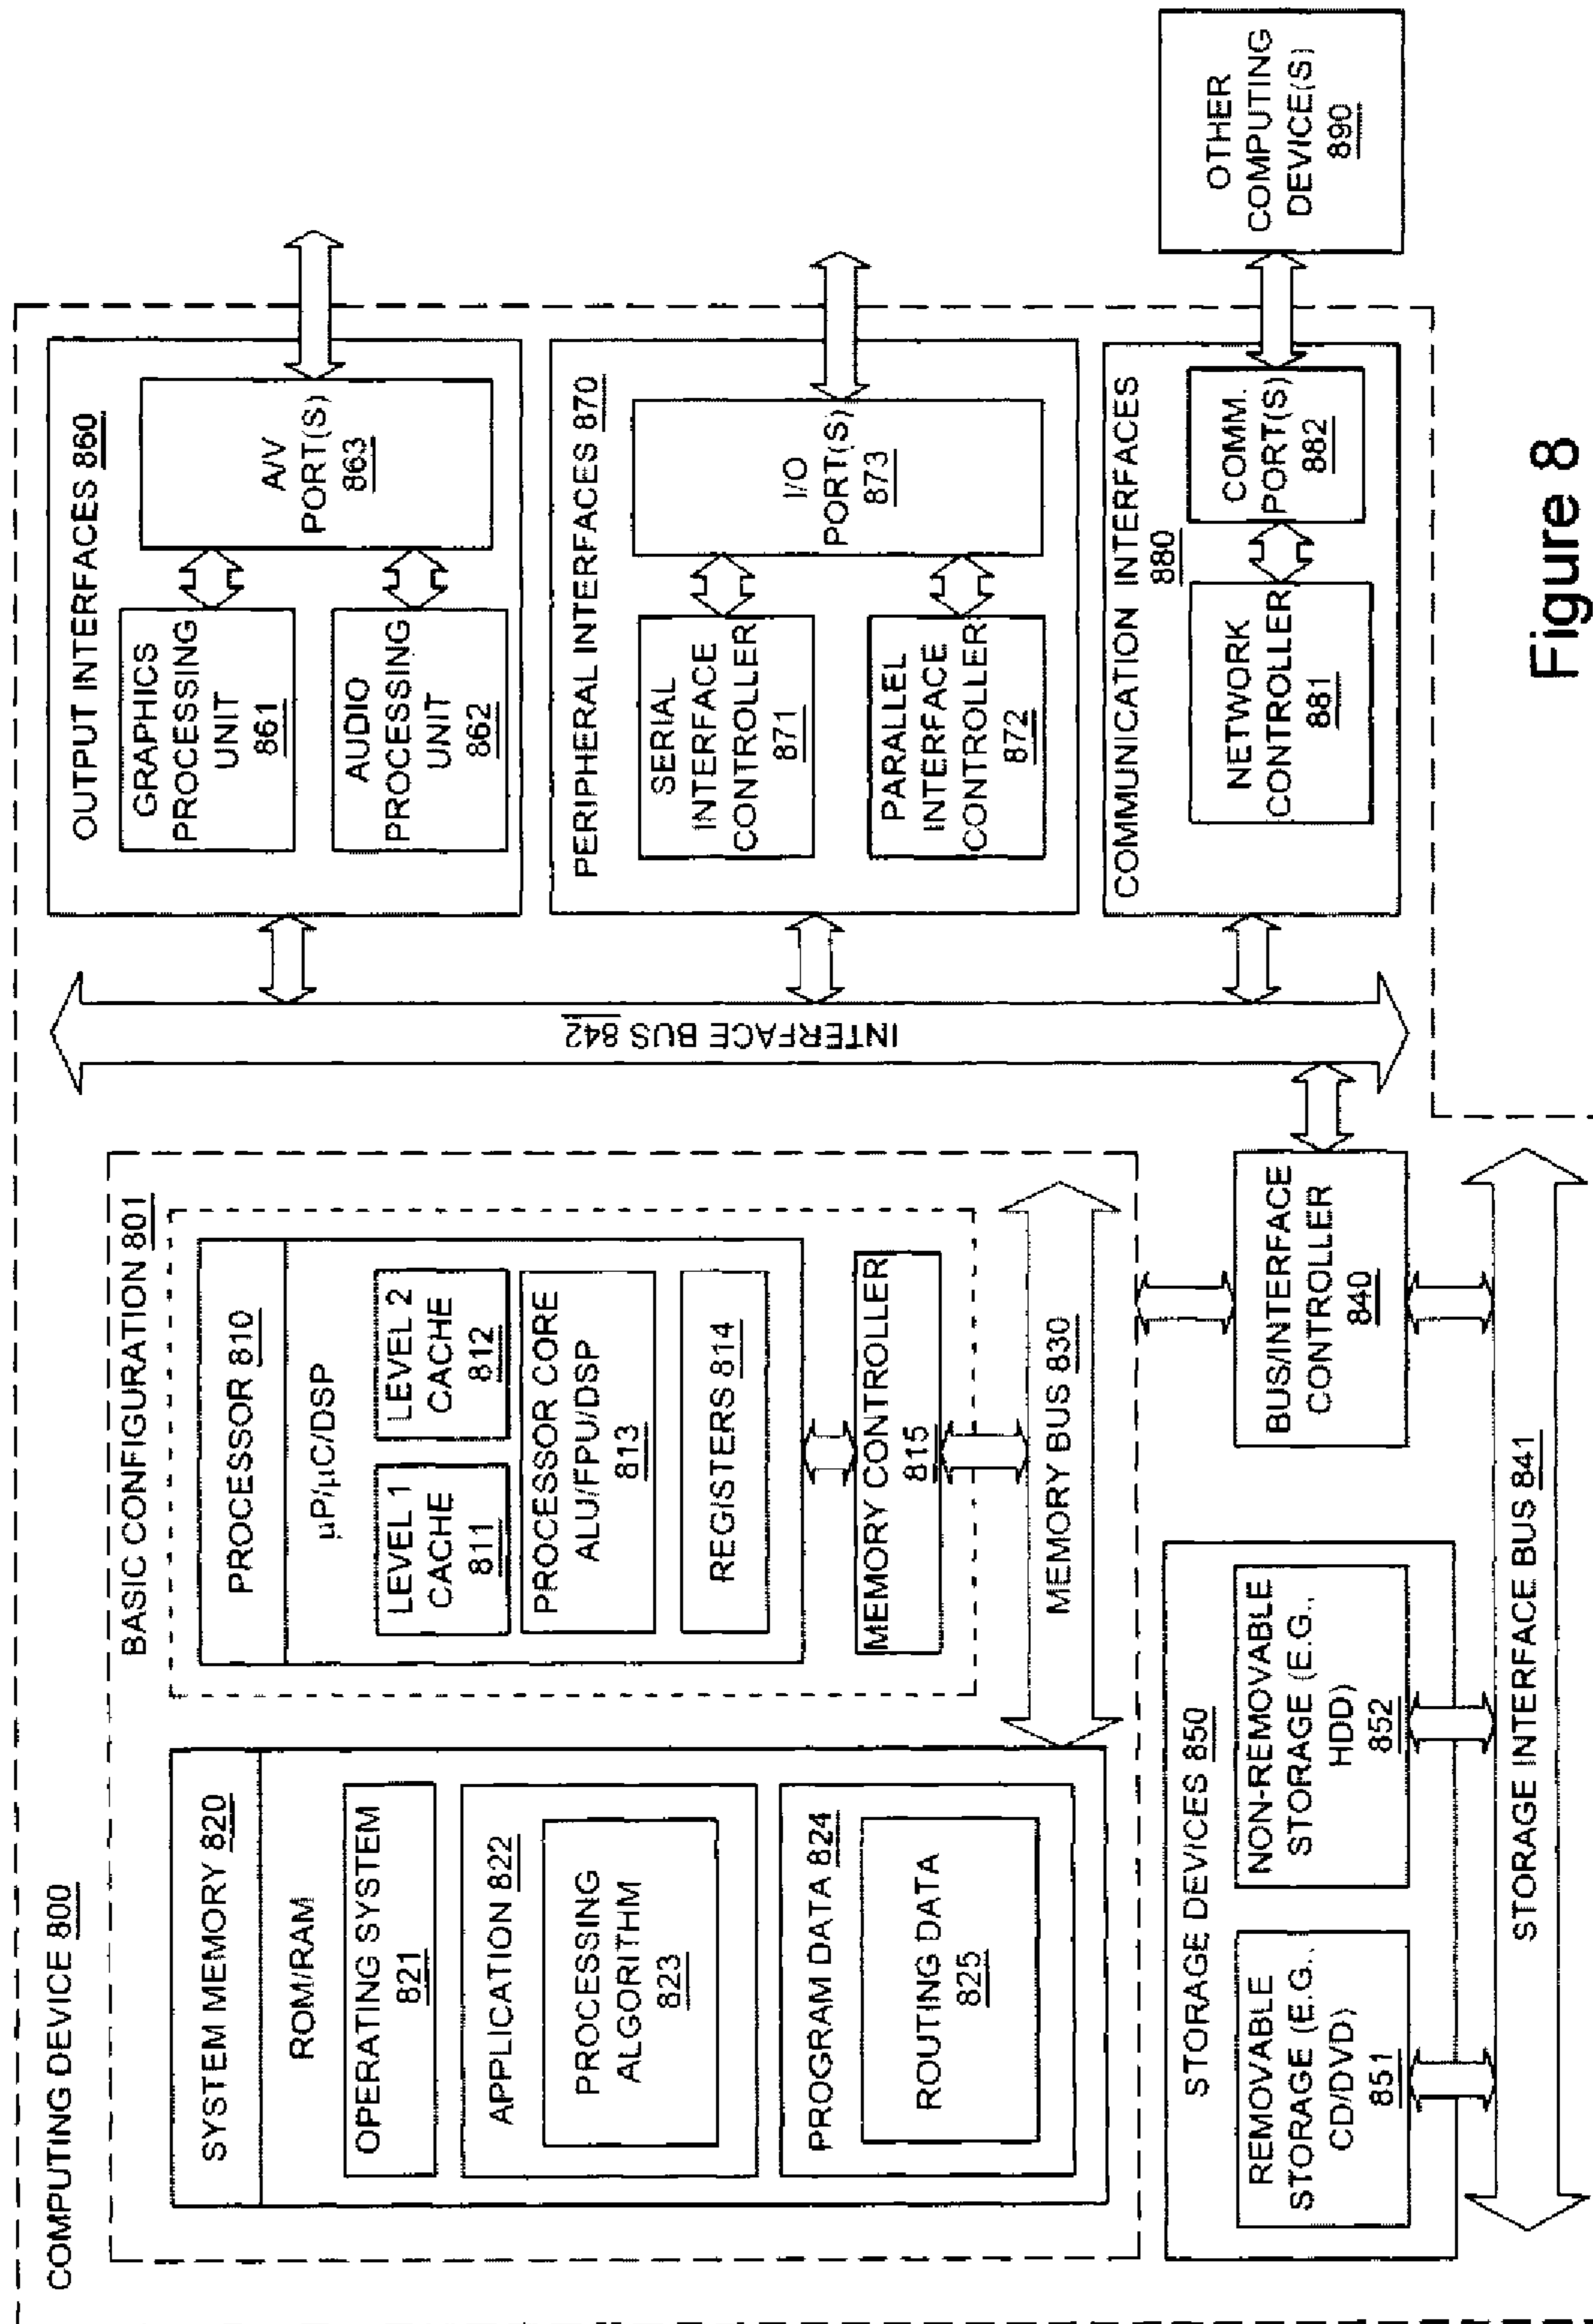 COMPUTING DEVICE 800
BASIC CONFIGURATION 801
SYSTEM MEMORY 820
ROM/RAM
OPERATING SYSTEM
821
APPLICATION 822
PROCESSING
ALGORITHM
823
PROGRAM DATA 824
ROUTING DATA
825
PROCESSOR 810
µP/µC/DSP
LEVEL 1
CACHE
811
LEVEL 2
CACHE
812
PROCESSOR CORE
ALU/FPU/DSP
813
REGISTERS 814
MEMORY CONTROLLER
815
MEMORY BUS 830
BUS/INTERFACE
CONTROLLER
840
STORAGE DEVICES 850
REMOVABLE
STORAGE (E.G.,
CD/DVD)
851
NON-REMOVABLE
STORAGE (E.G.,
HDD)
852
STORAGE INTERFACE BUS 841
INTERFACE BUS 842
OUTPUT INTERFACES 860
GRAPHICS
PROCESSING
UNIT
861
AUDIO
PROCESSING
UNIT
862
A/V
PORT(S)
863
PERIPHERAL INTERFACES 870
SERIAL
INTERFACE
CONTROLLER
871
PARALLEL
INTERFACE
CONTROLLER
872
I/O
PORT(S)
873
COMMUNICATION INTERFACES
880
NETWORK
CONTROLLER
881
COMM.
PORT(S)
882
OTHER
COMPUTING
DEVICE(S)
890
Figure 8